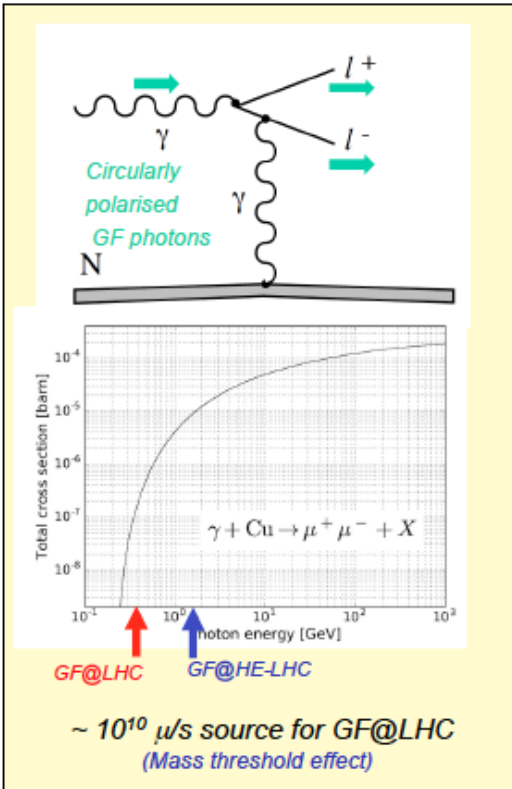 l +
γ
l -
Circularly
polarised
GF photons
γ
N
Total cross section [barn]
10⁻⁴
10⁻⁵
10⁻⁶
10⁻⁷
10⁻⁸
γ + Cu → μ⁺ μ⁻ + X
10⁻¹ 10⁰ 10¹ 10² 10³
hoton energy [GeV]
GF@LHC GF@HE-LHC
~ 10¹⁰ μ/s source for GF@LHC
(Mass threshold effect)